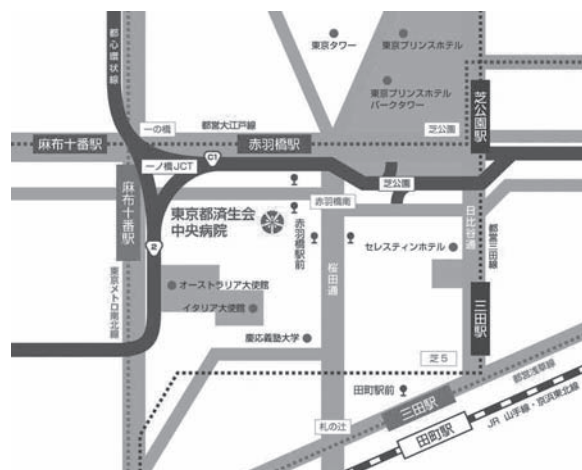 都心環状線
東京タワー
東京プリンスホテル
東京プリンスホテル
パークタワー
芝公園駅
一の橋
都営大江戸線
芝公園
麻布十番駅
赤羽橋駅
一ノ橋JCT
C1
芝公園
麻布十番駅
赤羽橋南
東京都済生会
中央病院
赤羽橋駅前
日比谷通
都営三田線
セレスティンホテル
2
桜田通
オーストラリア大使館
イタリア大使館
東京メトロ南北線
三田駅
慶応義塾大学
芝5
都営浅草線
田町駅前
三田駅
札の辻
田町駅
JR 山手線・京浜東北線